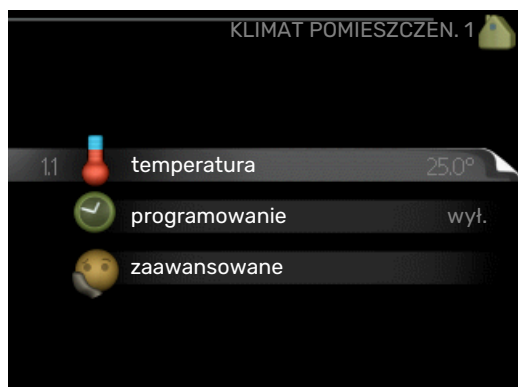 KLIMAT POMIESZCZEN. 1
1.1 temperatura 25.0°
programowanie wył.
zaawansowane